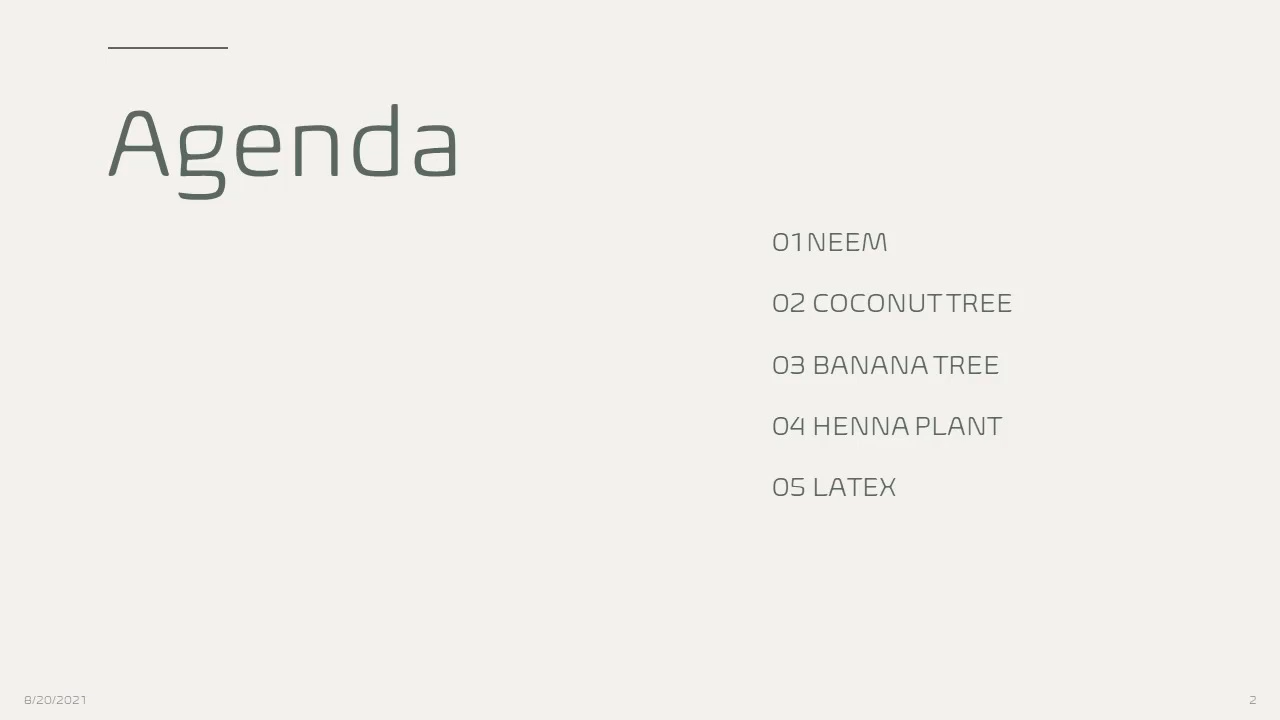 Agenda
01 NEEM
02 COCONUT TREE
03 BANANA TREE
04 HENNA PLANT
05 LATEX
8/20/2021
2